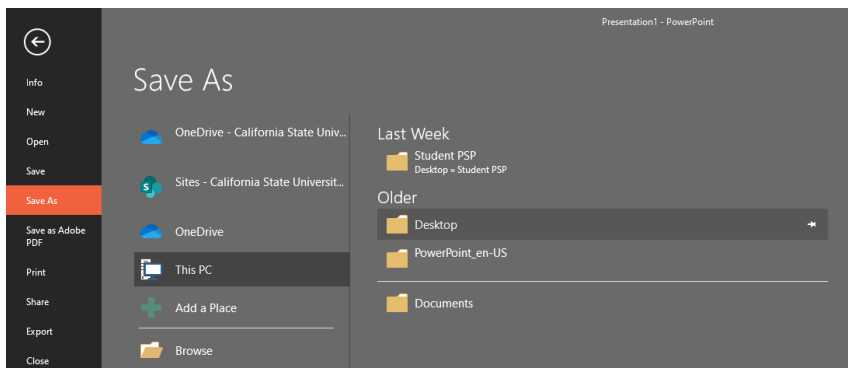 Presentation1 - PowerPoint
Info
New
Open
Save
Save As
Save as Adobe
PDF
Print
Share
Export
Close
Save As
OneDrive - California State Univ...
S
Sites - California State Universit...
OneDrive
This PC
Add a Place
Browse
Last Week
Student PSP
Desktop » Student PSP
Older
Desktop
PowerPoint_en-US
Documents